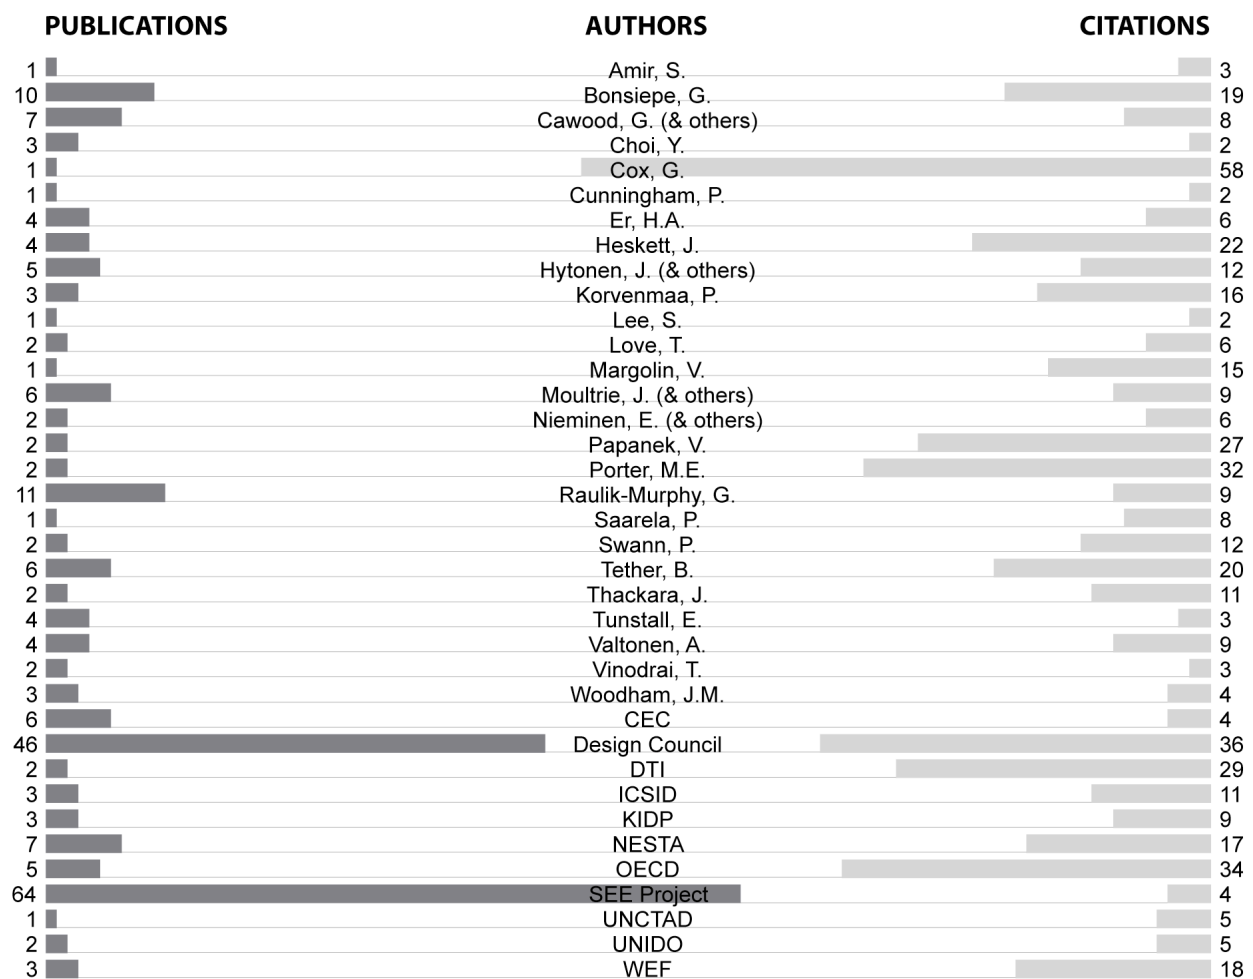 PUBLICATIONS AUTHORS CITATIONS
1 Amir, S. 3
10 Bonsiepe, G. 19
7 Cawood, G. (& others) 8
3 Choi, Y. 2
1 Cox, G. 58
1 Cunningham, P. 2
4 Er, H.A. 6
4 Heskett, J. 22
5 Hytonen, J. (& others) 12
3 Korvenmaa, P. 16
1 Lee, S. 2
2 Love, T. 6
1 Margolin, V. 15
6 Moultrie, J. (& others) 9
2 Nieminen, E. (& others) 6
2 Papanek, V. 27
2 Porter, M.E. 32
11 Raulik-Murphy, G. 9
1 Saarela, P. 8
2 Swann, P. 12
6 Tether, B. 20
2 Thackara, J. 11
4 Tunstall, E. 3
4 Valtonen, A. 9
2 Vinodrai, T. 3
3 Woodham, J.M. 4
6 CEC 4
46 Design Council 36
2 DTI 29
3 ICSID 11
3 KIDP 9
7 NESTA 17
5 OECD 34
64 SEE Project 4
1 UNCTAD 5
2 UNIDO 5
3 WEF 18